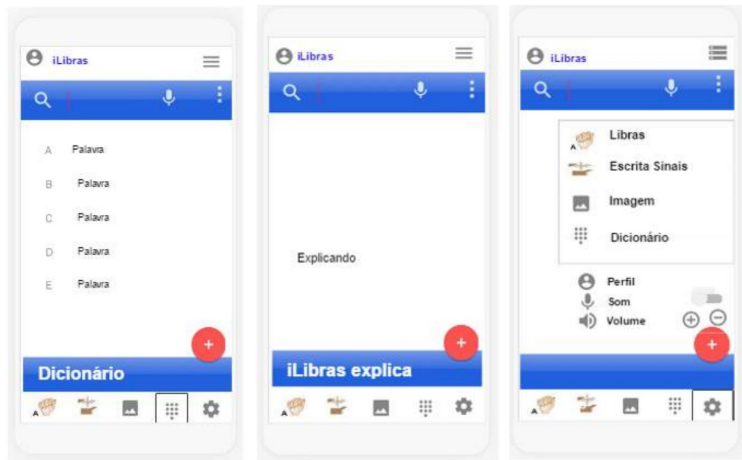 iLibras
A Palavra
B Palavra
C Palavra
D Palavra
E Palavra
+
Dicionário
A
iLibras
Explicando
+
iLibras explica
A
iLibras
A Libras
Escrita Sinais
Imagem
Dicionário
Perfil
Som
Volume
+
A